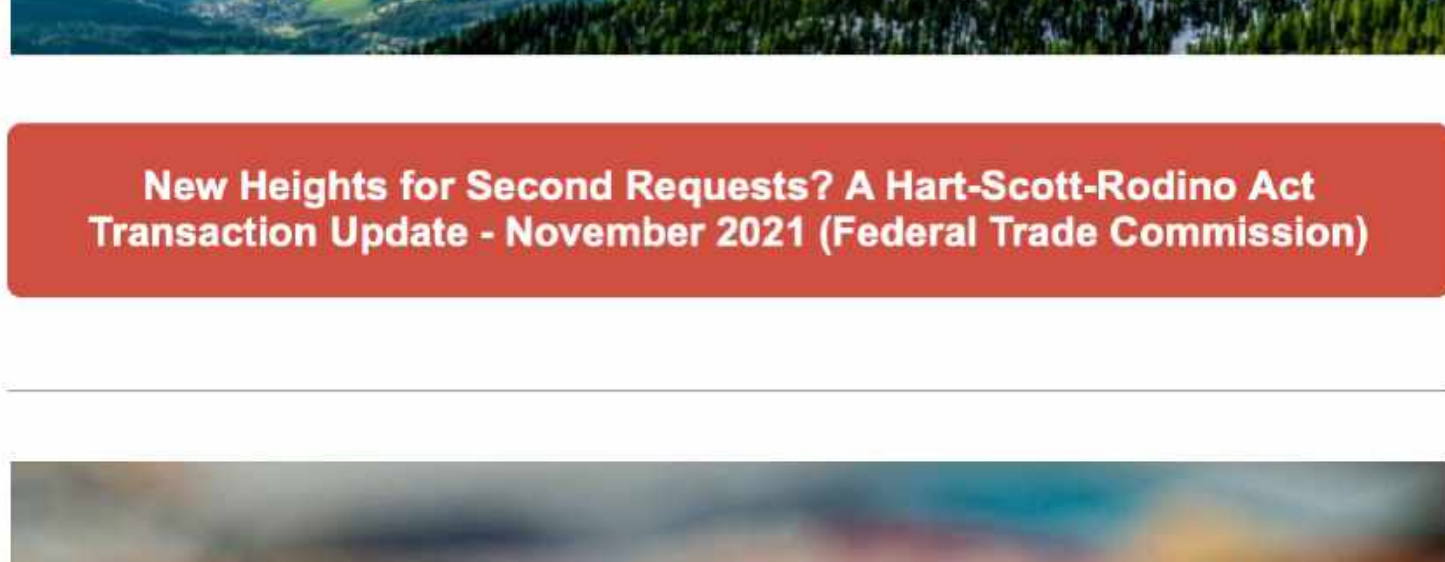 New Heights for Second Requests? A Hart-Scott-Rodino Act
Transaction Update - November 2021 (Federal Trade Commission)